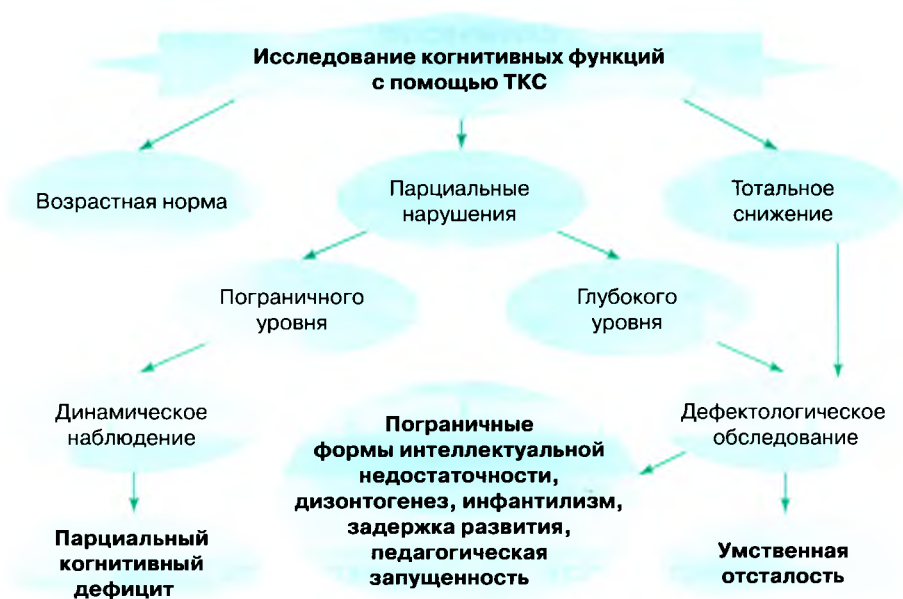 Исследование когнитивных функций
с помощью ТКС
Возрастная норма
Парциальные
нарушения
Тотальное
снижение
Пограничного
уровня
Глубокого
уровня
Динамическое
наблюдение
Пограничные
формы интеллектуальной
недостаточности,
дизонтогенез, инфантилизм,
задержка развития,
педагогическая
запущенность
Дефектологическое
обследование
Парциальный
когнитивный
дефицит
Умственная
отсталость